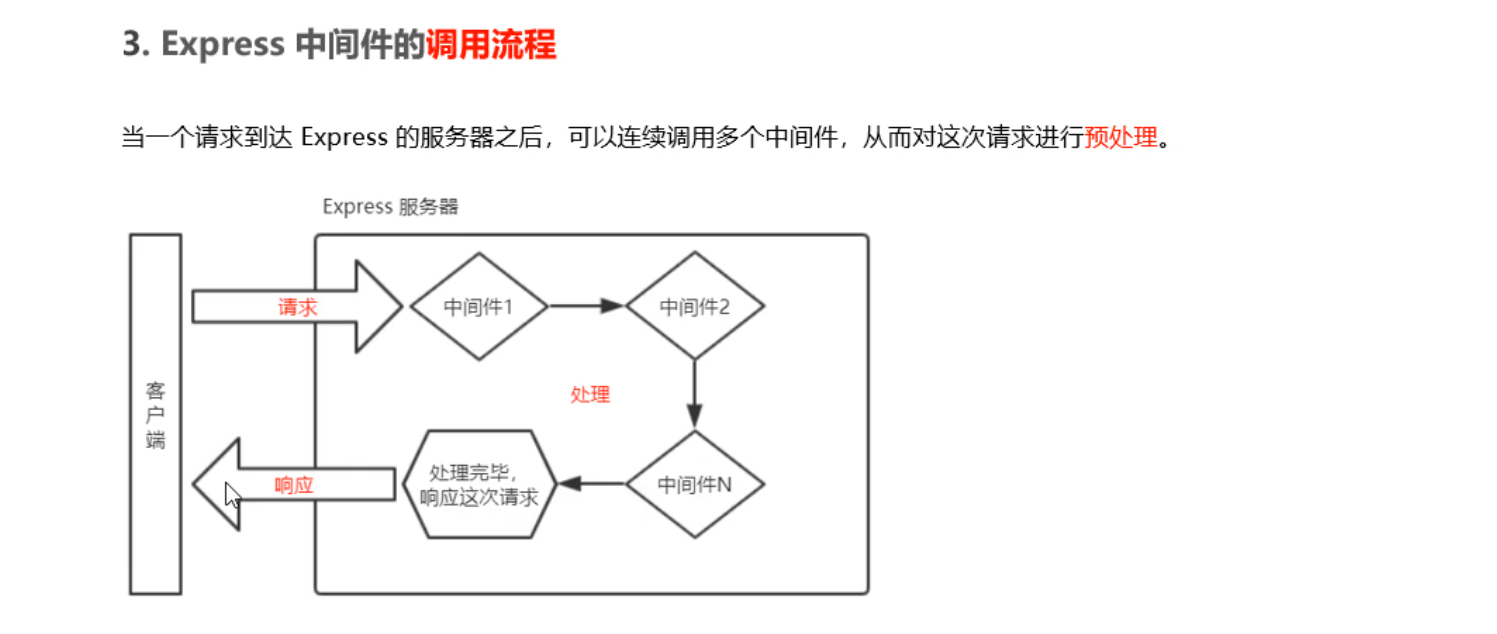 3. Express 中间件的调用流程
当一个请求到达 Express 的服务器之后，可以连续调用多个中间件，从而对这次请求进行预处理。
Express 服务器
请求
中间件1
中间件2
客
户
端
处理
响应
处理完毕，
响应这次请求
中间件N